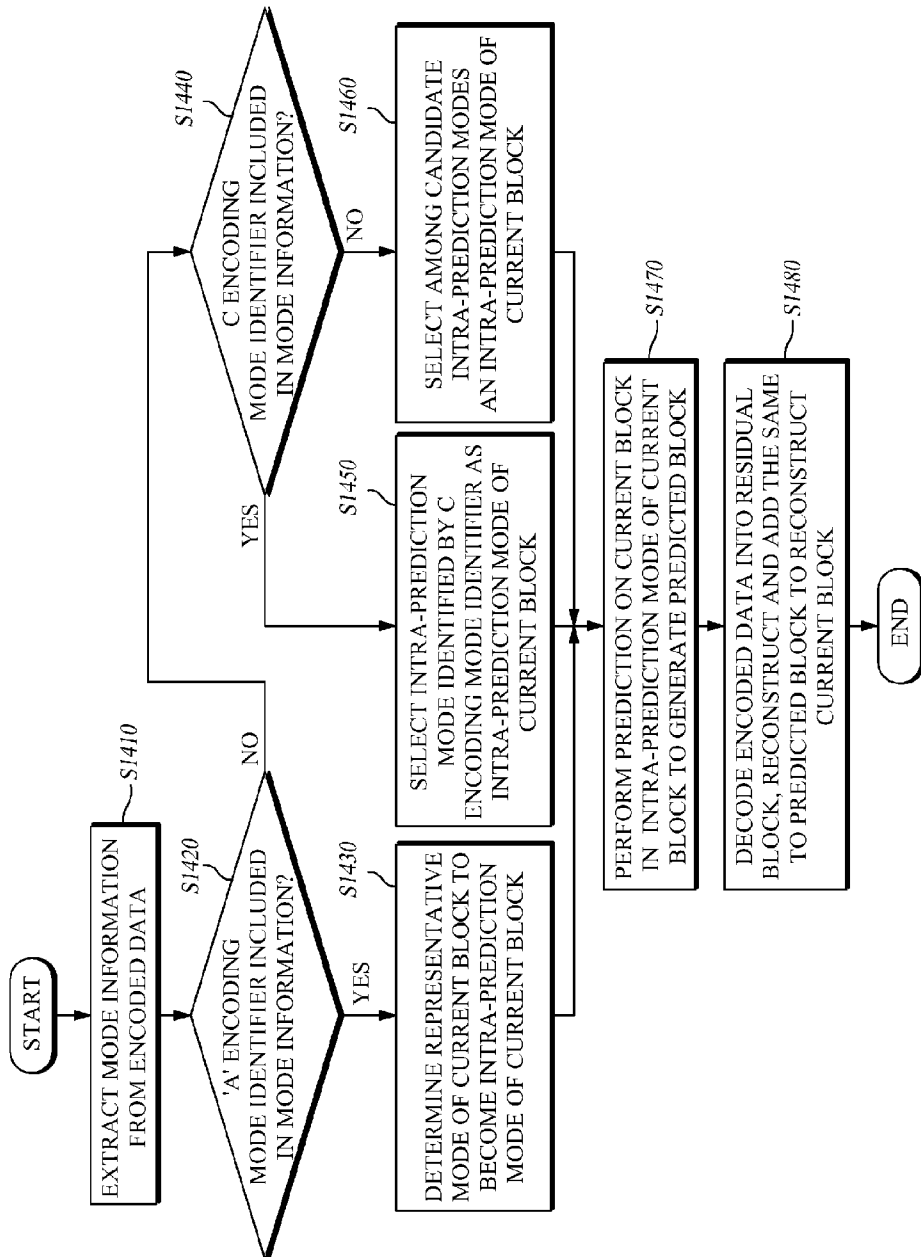 START
S1410
EXTRACT MODE INFORMATION
FROM ENCODED DATA
S1420
'A' ENCODING
MODE IDENTIFIER INCLUDED
IN MODE INFORMATION?
NO
YES
S1430
DETERMINE REPRESENTATIVE
MODE OF CURRENT BLOCK TO
BECOME INTRA-PREDICTION
MODE OF CURRENT BLOCK
S1440
C ENCODING
MODE IDENTIFIER INCLUDED
IN MODE INFORMATION?
YES
NO
S1450
SELECT INTRA-PREDICTION
MODE IDENTIFIED BY C
ENCODING MODE IDENTIFIER AS
INTRA-PREDICTION MODE OF
CURRENT BLOCK
S1460
SELECT AMONG CANDIDATE
INTRA-PREDICTION MODES
AN INTRA-PREDICTION MODE OF
CURRENT BLOCK
S1470
PERFORM PREDICTION ON CURRENT BLOCK
IN INTRA-PREDICTION MODE OF CURRENT
BLOCK TO GENERATE PREDICTED BLOCK
S1480
DECODE ENCODED DATA INTO RESIDUAL
BLOCK, RECONSTRUCT AND ADD THE SAME
TO PREDICTED BLOCK TO RECONSTRUCT
CURRENT BLOCK
END